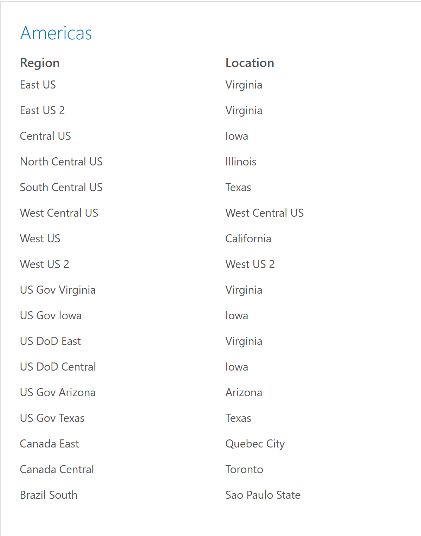 Americas
Region Location
East US Virginia
East US 2 Virginia
Central US Iowa
North Central US Illinois
South Central US Texas
West Central US West Central US
West US California
West US 2 West US 2
US Gov Virginia Virginia
US Gov Iowa Iowa
US DoD East Virginia
US DoD Central Iowa
US Gov Arizona Arizona
US Gov Texas Texas
Canada East Quebec City
Canada Central Toronto
Brazil South Sao Paulo State